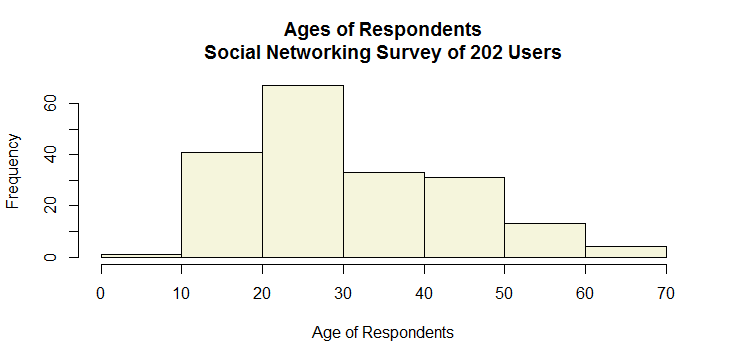 Ages of Respondents
Social Networking Survey of 202 Users
Frequency
60
40
20
0
0 10 20 30 40 50 60 70
Age of Respondents